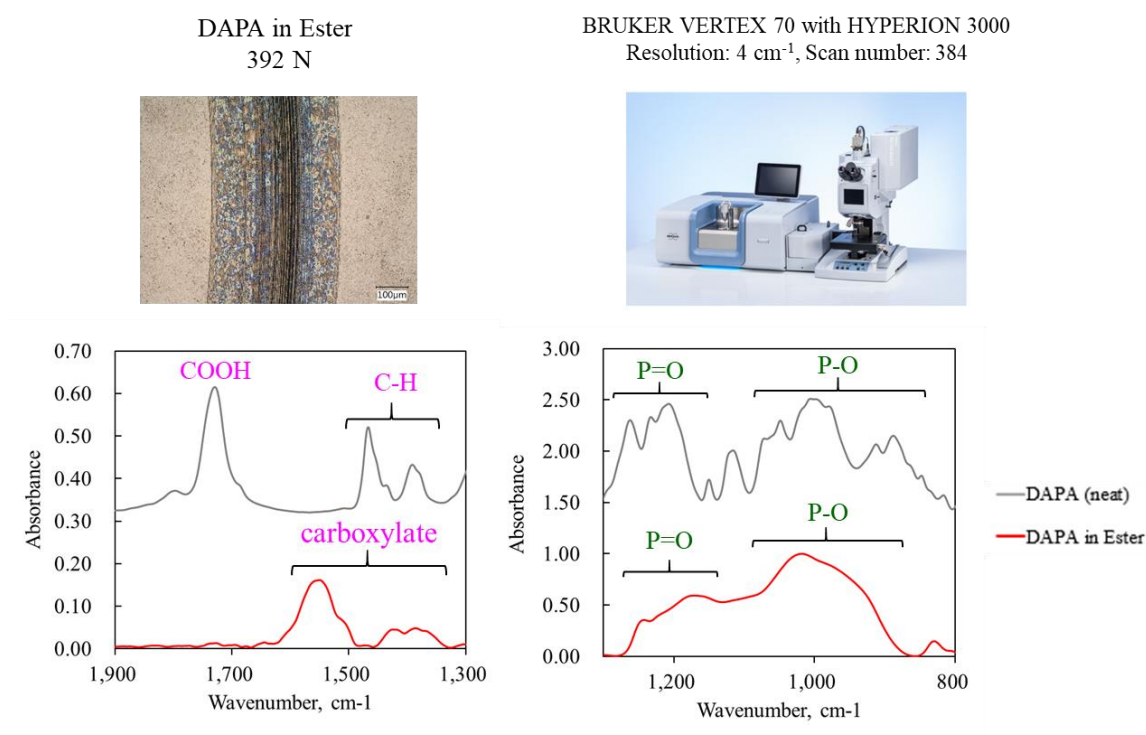 DAPA in Ester
392 N
BRUKER VERTEX 70 with HYPERION 3000
Resolution: 4 cm-1, Scan number: 384
100µm
0.70
0.60
0.50
0.40
0.30
0.20
0.10
0.00
Absorbance
COOH
C-H
carboxylate
1,900
1,700
1,500
1,300
Wavenumber, cm-1
3.00
2.50
2.00
1.50
1.00
0.50
0.00
Absorbance
P=O
P-O
P=O
P-O
1,200
1,000
800
Wavenumber, cm-1
DAPA (neat)
DAPA in Ester